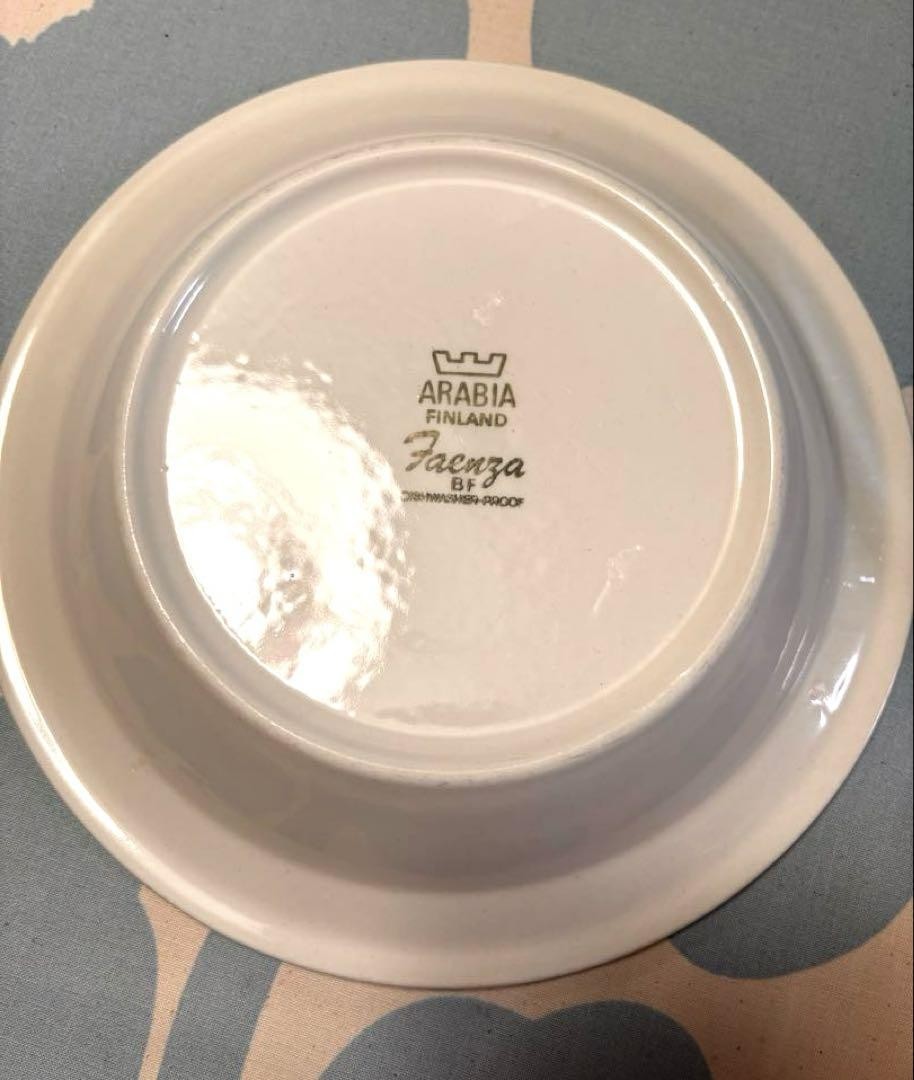 ARABIA
FINLAND
Faenza
BF
DISHWASHER-PROOF